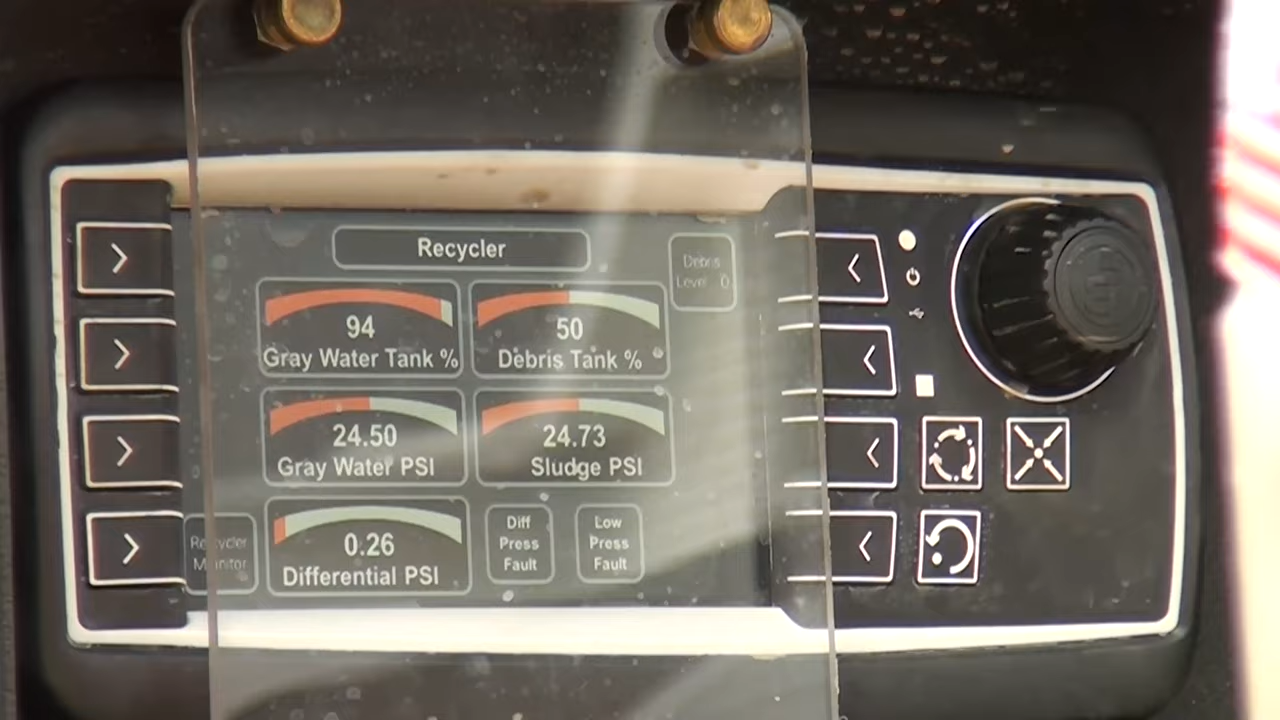 Recycler
Debris
Level 0
94
Gray Water Tank %
50
Debris Tank %
24.50
Gray Water PSI
24.73
Sludge PSI
Recycler
Monitor
0.26
Differential PSI
Diff
Press
Fault
Low
Press
Fault